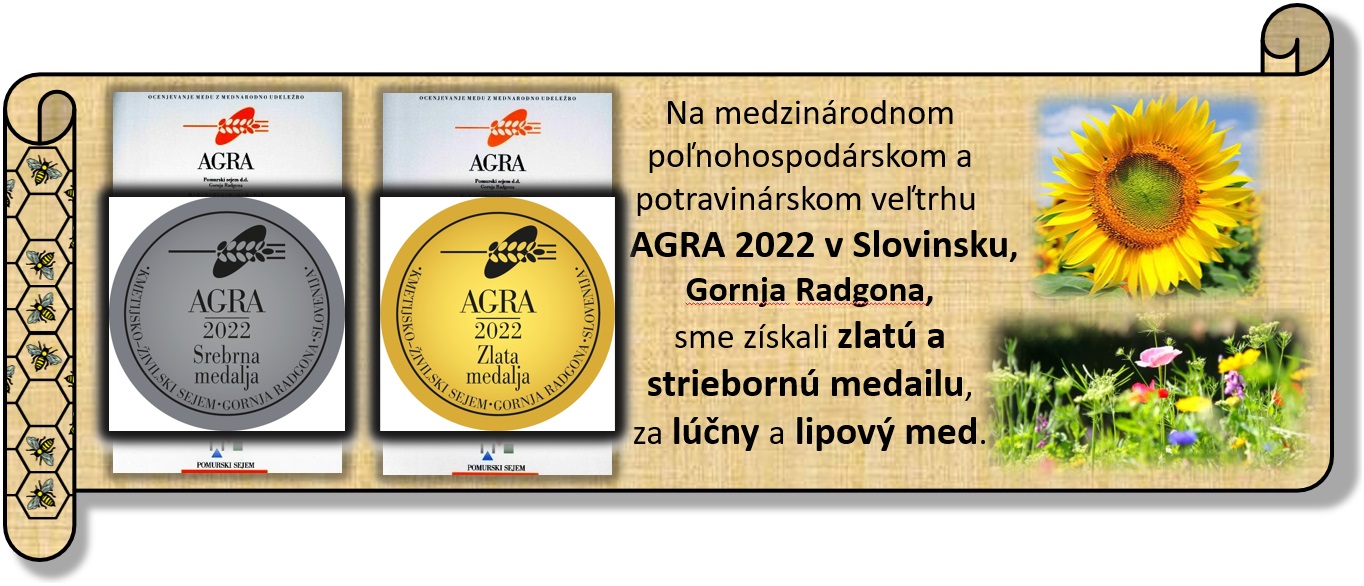 OCENJEVANJE MEDU Z MEDNARODNO UDELEŽBO
AGRA
Pomurski sejem d.d.
Gornja Radgona
AGRA
2022
Srebrna
medalja
KMETIJSKO-ŽIVILSKI SEJEM•GORNJA RADGONA•SLOVENIJA•
POMURSKI SEJEM
OCENJEVANJE MEDU Z MEDNARODNO UDELEŽBO
AGRA
Pomurski sejem d.d.
Gornja Radgona
AGRA
2022
Zlata
medalja
KMETIJSKO-ŽIVILSKI SEJEM•GORNJA RADGONA•SLOVENIJA•
POMURSKI SEJEM
Na medzinárodnom
poľnohospodárskom a
potravinárskom veľtrhu
AGRA 2022 v Slovinsku,
Gornja Radgona,
sme získali zlatú a
striebornú medailu,
za lúčny a lipový med.